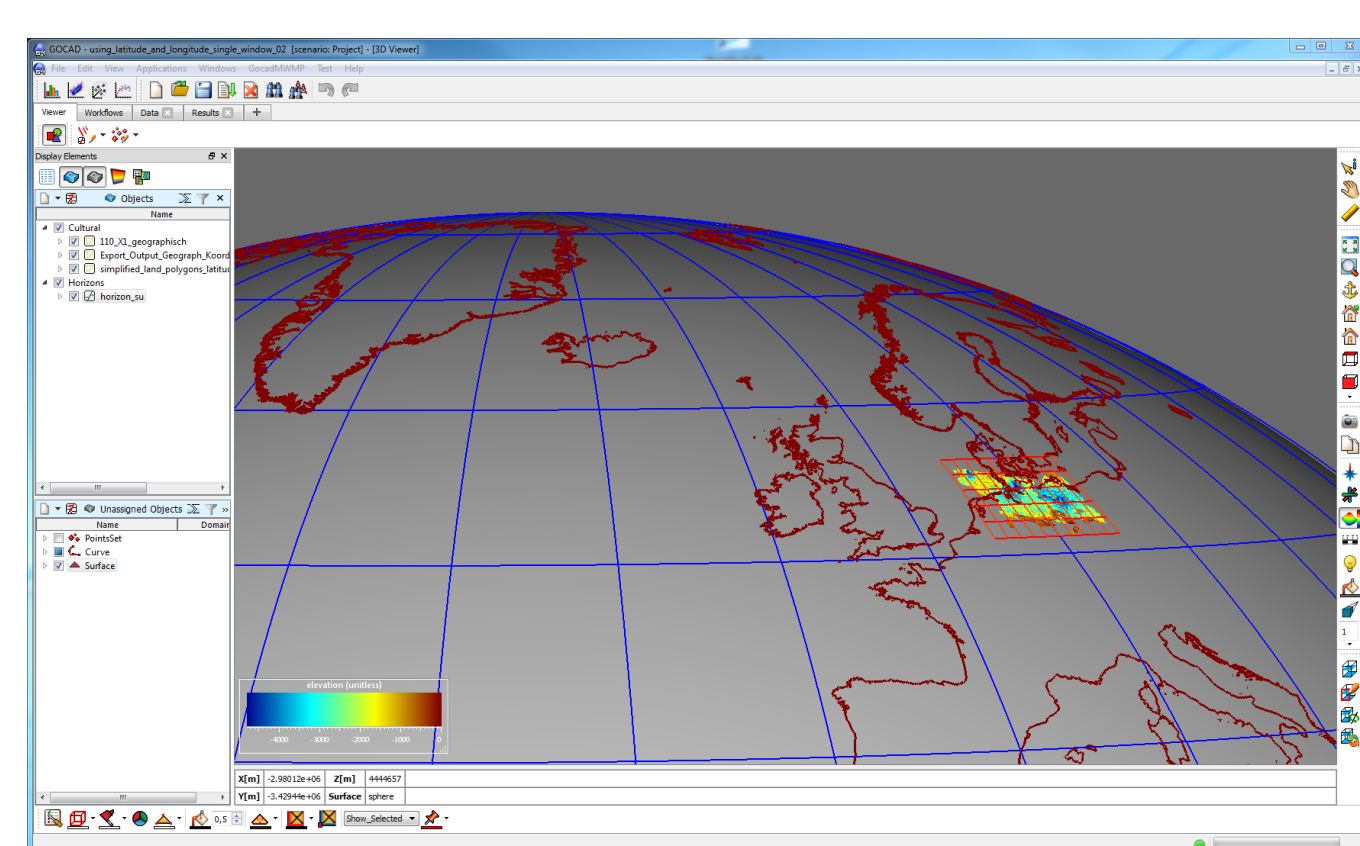 GOCAD - using_latitude_and_longitude_single_window_02 [scenario: Project] - [3D Viewer]
File Edit View Applications Windows GocadMWMP Test Help
Viewer Workflows Data Results +
Display Elements
Objects
Name
Cultural
110_X1_geographisch
Export_Output_Geograph_Koord
simplified_land_polygons_latitud
Horizons
horizon_su
Unassigned Objects »
Name Domain
PointsSet
Curve
Surface
elevation (unitless)
-4000 -3000 -2000 -1000 0
1
X[m] -2.98012e+06 Z[m] 4444657
Y[m] -3.42944e+06 Surface sphere
0,5 Show_Selected